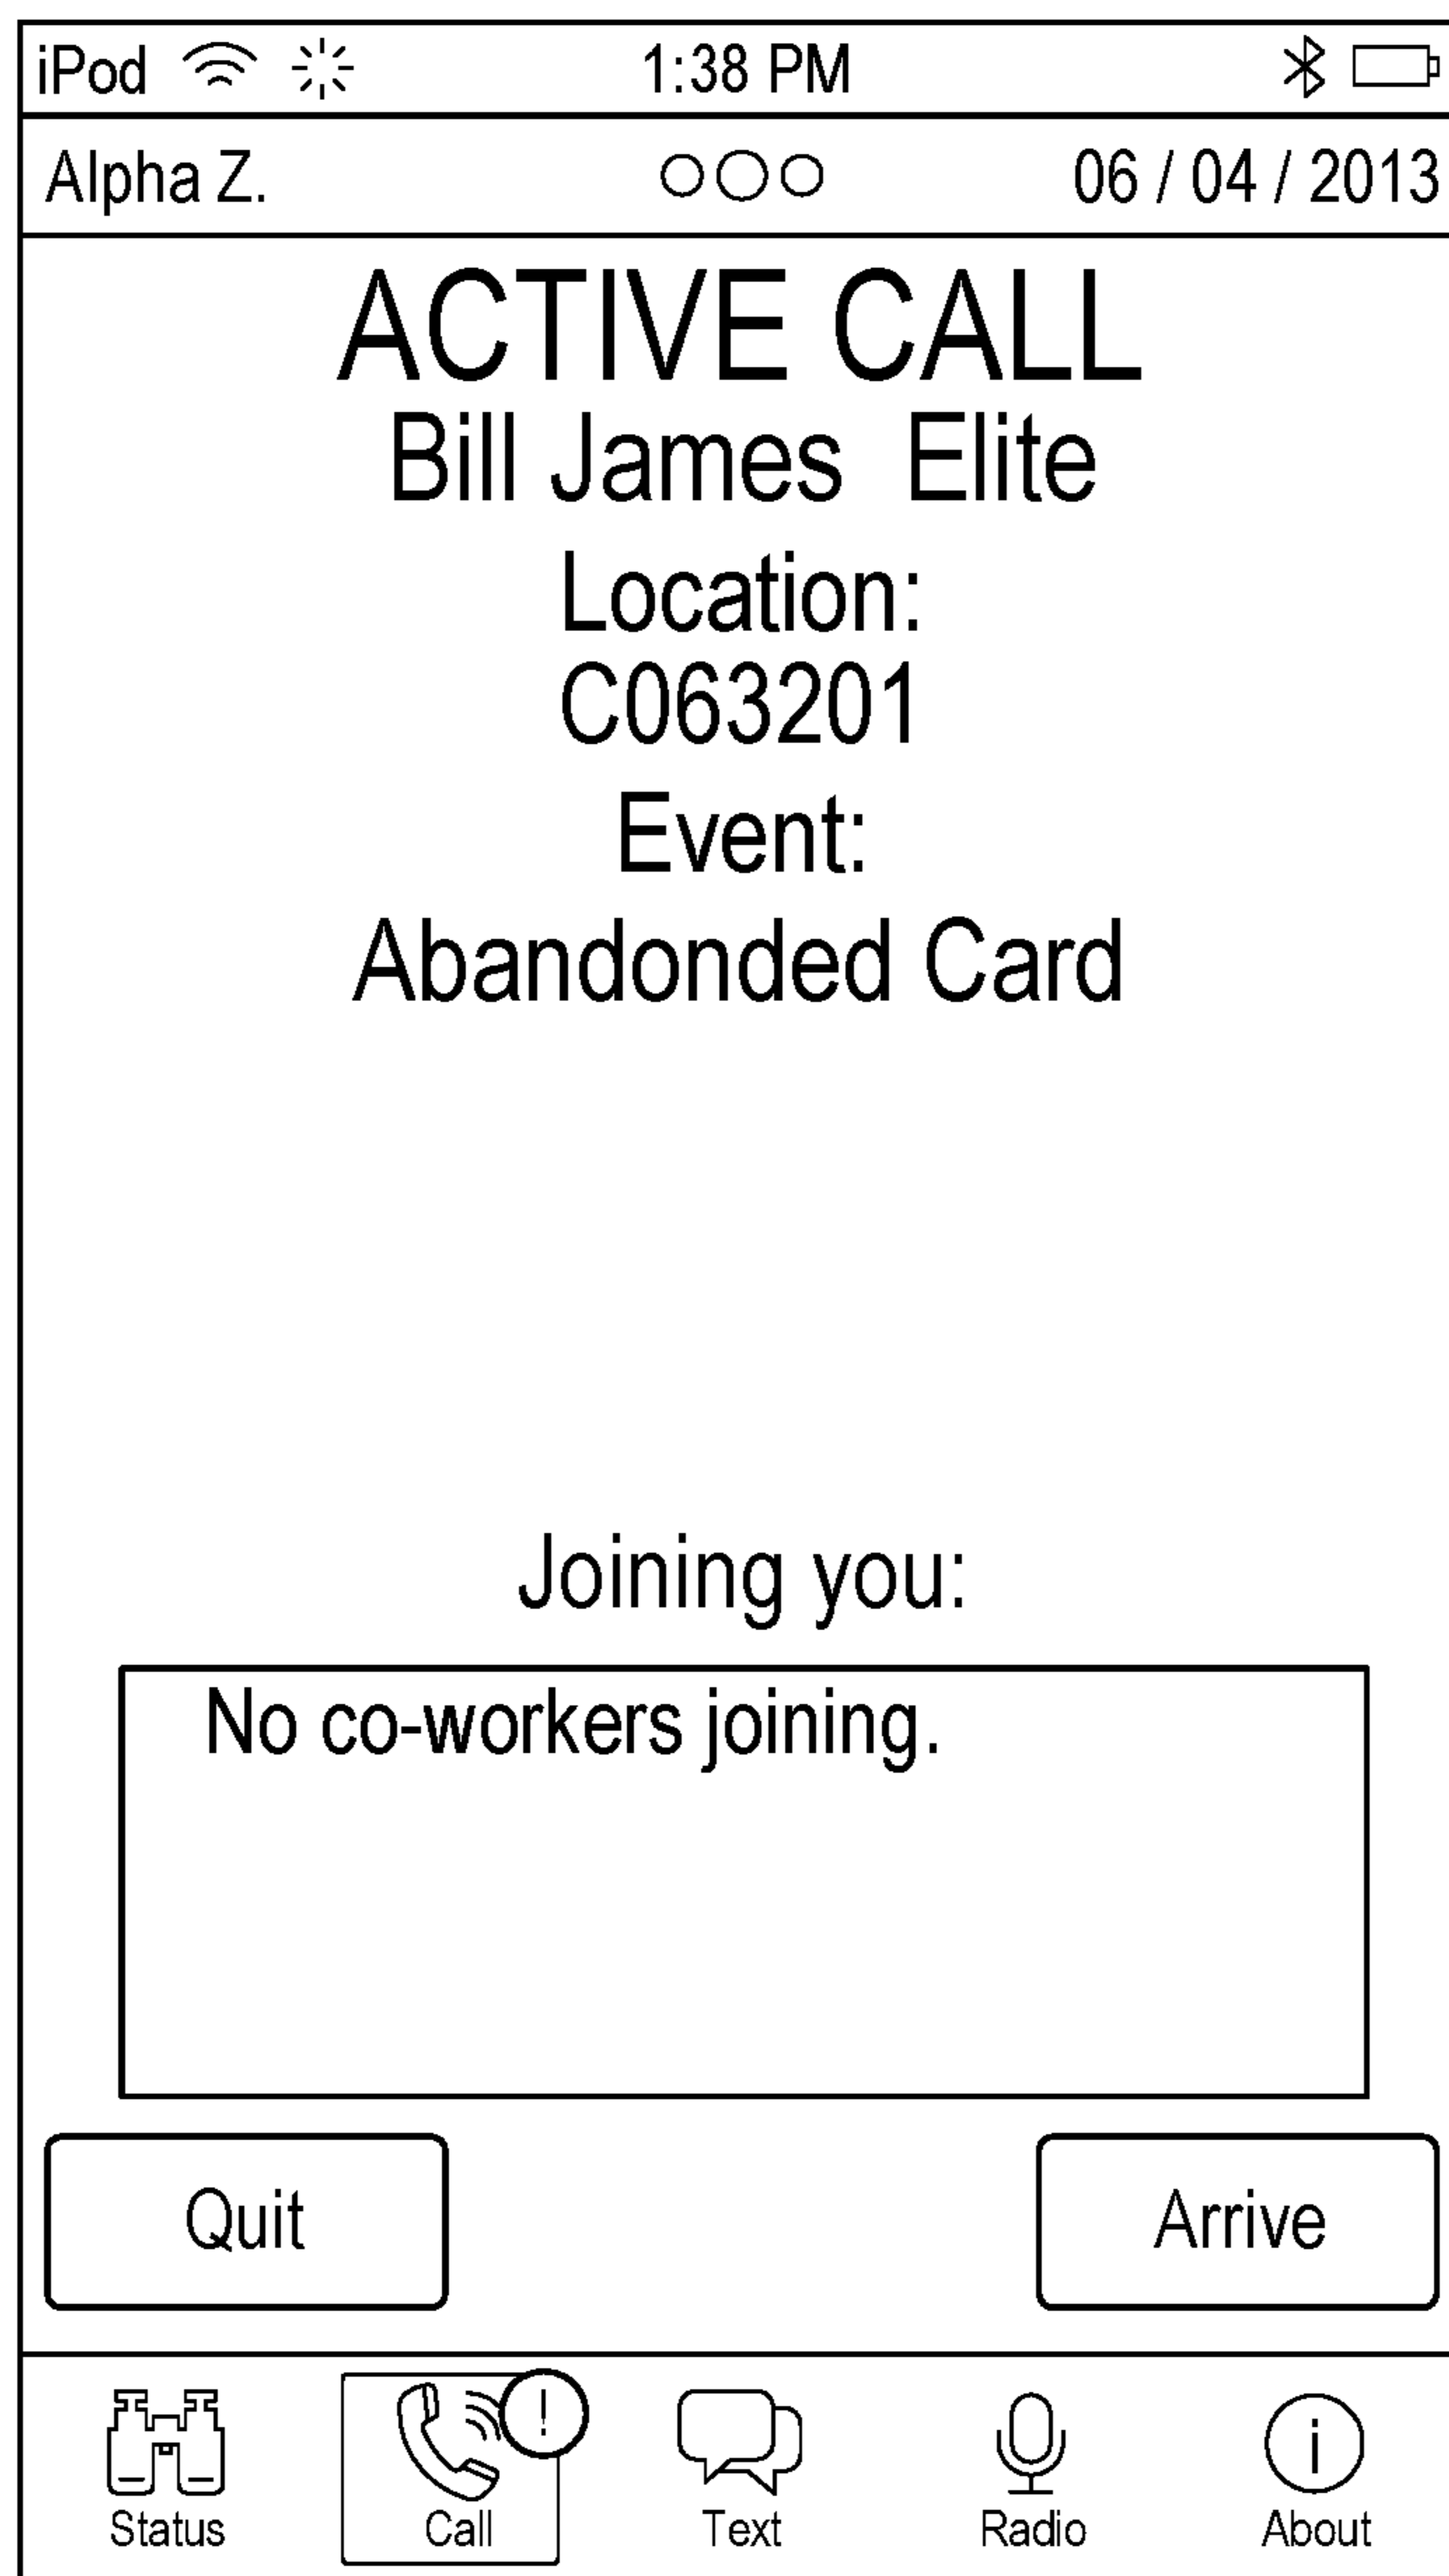 iPod 1:38 PM
Alpha Z. 06 / 04 / 2013
ACTIVE CALL
Bill James Elite
Location:
C063201
Event:
Abandonded Card
Joining you:
No co-workers joining.
Quit Arrive
!
i
Status Call Text Radio About